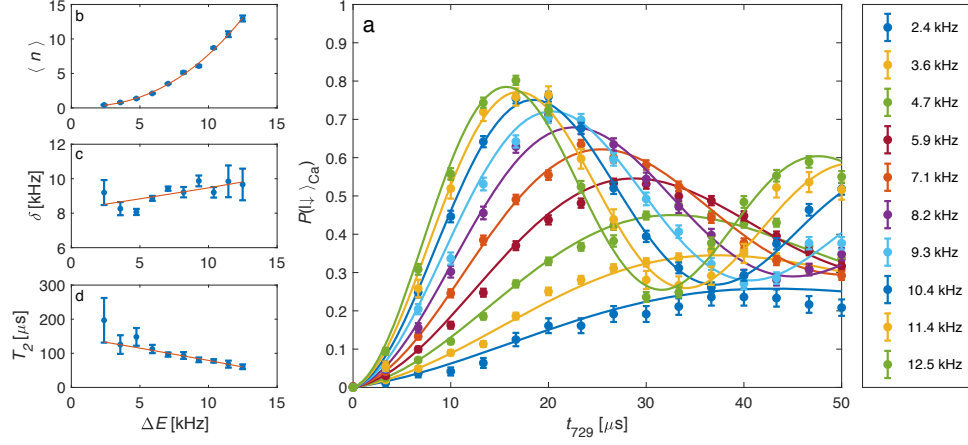 b
⟨ n ⟩
15
10
5
0
0 5 10 15
c
δ [kHz]
12
10
8
6
0 5 10 15
d
T₂ [μs]
300
200
100
0
0 5 10 15
ΔE [kHz]
a
P(|↓⟩Ca)
1
0.9
0.8
0.7
0.6
0.5
0.4
0.3
0.2
0.1
0
0 10 20 30 40 50
t₇₂₉ [μs]
2.4 kHz
3.6 kHz
4.7 kHz
5.9 kHz
7.1 kHz
8.2 kHz
9.3 kHz
10.4 kHz
11.4 kHz
12.5 kHz